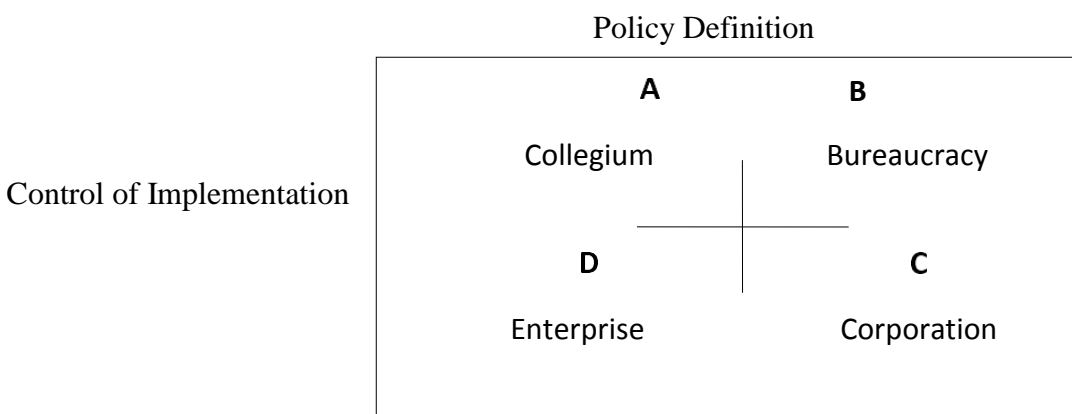 Policy Definition
A B
Collegium Bureaucracy
Control of Implementation
D C
Enterprise Corporation